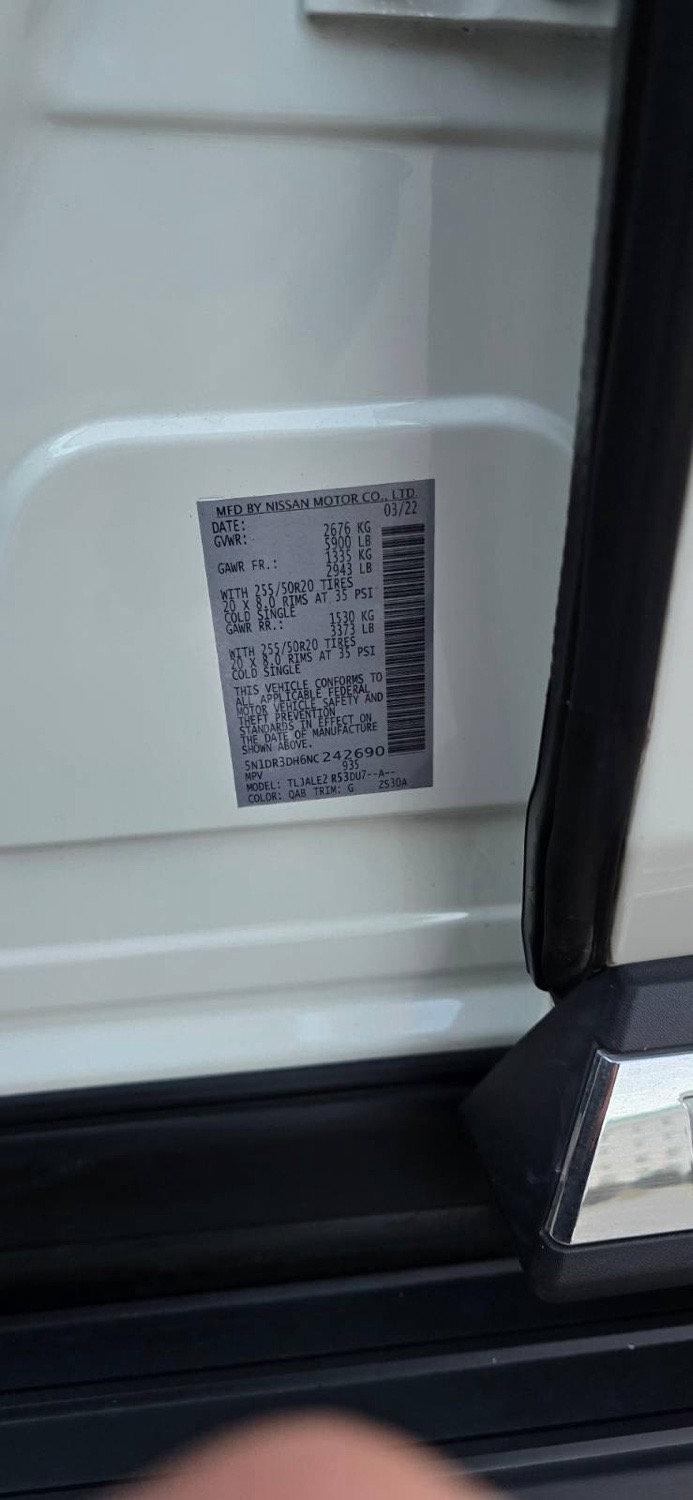 MFD BY NISSAN MOTOR CO., LTD.
DATE: 03/22
GVWR: 2676 KG
5900 LB
GAWR FR.: 1335 KG
2943 LB
WITH 255/50R20 TIRES
20 X 8.0 RIMS AT 35 PSI
COLD SINGLE
GAWR RR.: 1530 KG
3373 LB
WITH 255/50R20 TIRES
20 X 8.0 RIMS AT 35 PSI
COLD SINGLE
THIS VEHICLE CONFORMS TO
ALL APPLICABLE FEDERAL
MOTOR VEHICLE SAFETY AND
THEFT PREVENTION
STANDARDS IN EFFECT ON
THE DATE OF MANUFACTURE
SHOWN ABOVE.
5N1DR3DH6NC242690
MPV 935
MODEL: TLJALE2 R53DU7--A--
COLOR: QAB TRIM: G 2S30A